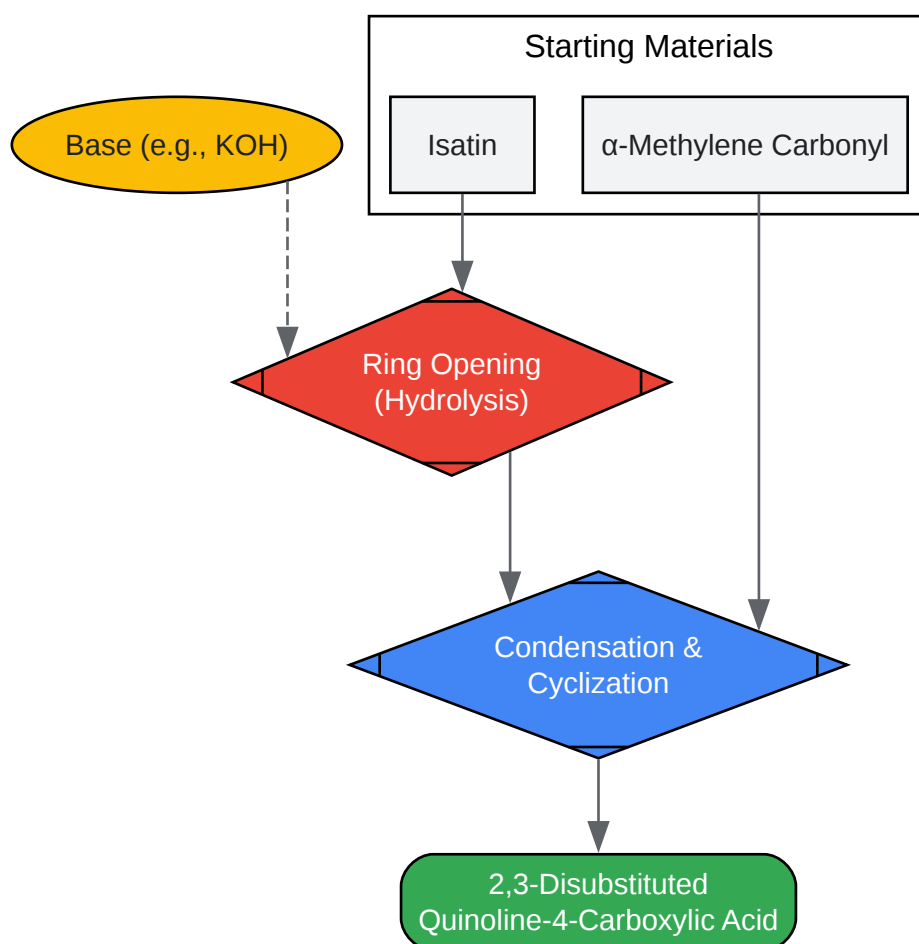 Starting Materials
Base (e.g., KOH)
Isatin
α-Methylene Carbonyl
Ring Opening
(Hydrolysis)
Condensation &
Cyclization
2,3-Disubstituted
Quinoline-4-Carboxylic Acid